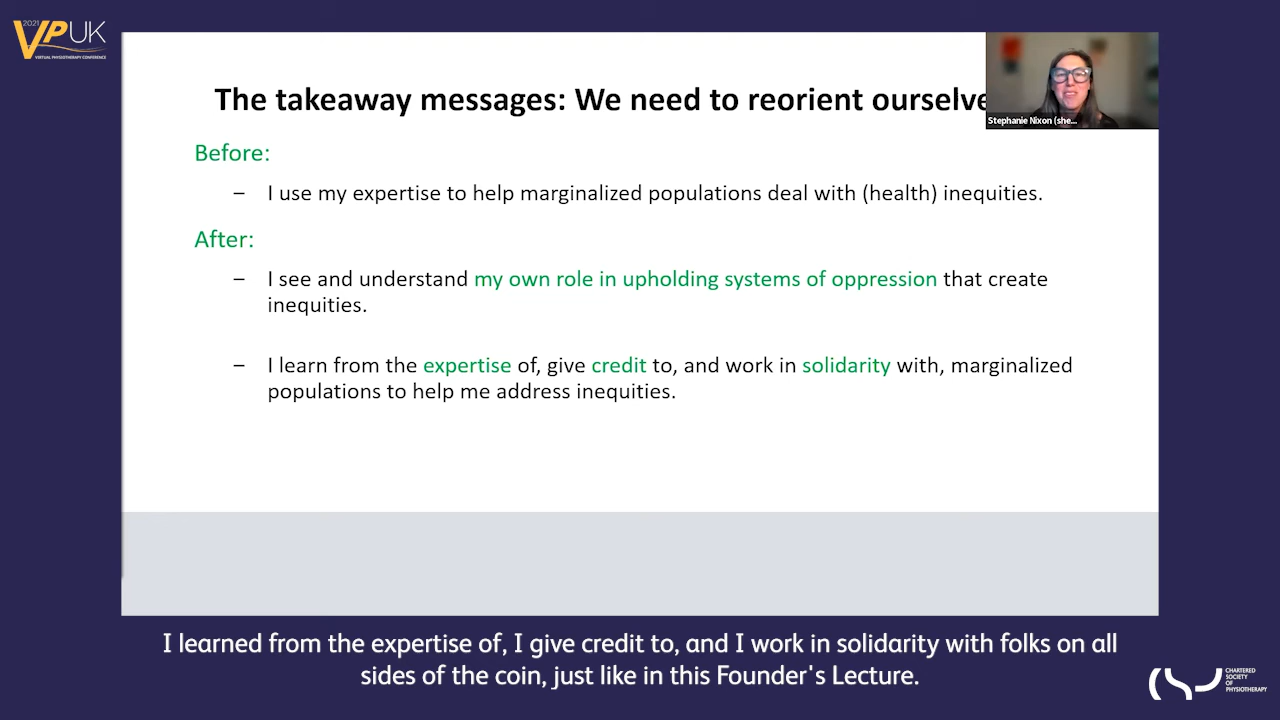 2021
VPUK
VIRTUAL PHYSIOTHERAPY CONFERENCE
The takeaway messages: We need to reorient ourselve
Stephanie Nixon (she...
Before:
– I use my expertise to help marginalized populations deal with (health) inequities.
After:
– I see and understand my own role in upholding systems of oppression that create
inequities.
– I learn from the expertise of, give credit to, and work in solidarity with, marginalized
populations to help me address inequities.
I learned from the expertise of, I give credit to, and I work in solidarity with folks on all
sides of the coin, just like in this Founder's Lecture.
CHARTERED
SOCIETY
OF
PHYSIOTHERAPY